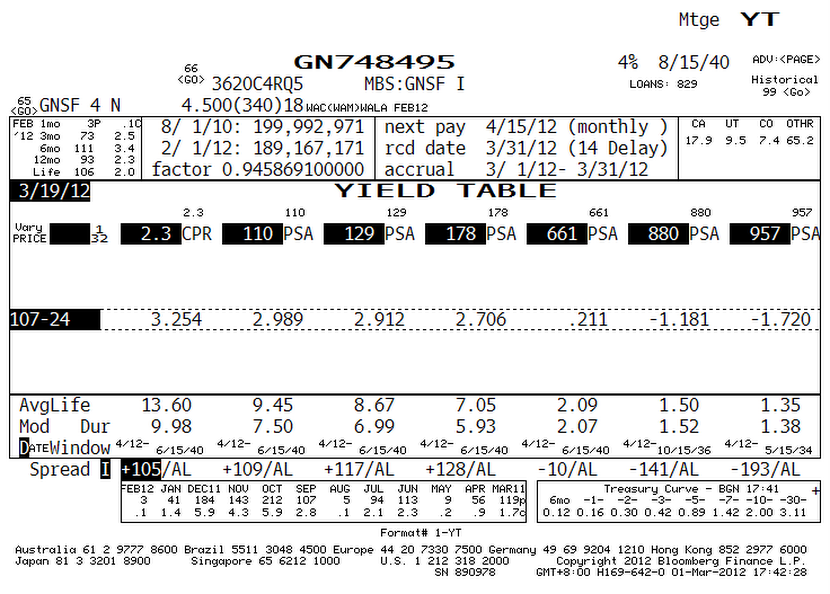 Mtge YT
66 <GO> GN748495 4% 8/15/40 ADV:<PAGE>
3620C4RQ5 MBS:GNSF I LOANS: 829 Historical
65 <GO> GNSF 4 N 4.500(340)18 WAC(WAM)WALA FEB12 99 <Go>
FEB 1mo 3P .1C 8/ 1/10: 199,992,971 next pay 4/15/12 (monthly ) CA UT CO OTHR
'12 3mo 73 2.5 2/ 1/12: 189,167,171 rcd date 3/31/12 (14 Delay) 17.9 9.5 7.4 65.2
6mo 111 3.4
12mo 93 2.3 factor 0.945869100000 accrual 3/ 1/12- 3/31/12
Life 106 2.0
3/19/12 YIELD TABLE
2.3 110 129 178 661 880 957
Vary PRICE 1 32 2.3 CPR 110 PSA 129 PSA 178 PSA 661 PSA 880 PSA 957 PSA
107-24 3.254 2.989 2.912 2.706 .211 -1.181 -1.720
AvgLife 13.60 9.45 8.67 7.05 2.09 1.50 1.35
Mod Dur 9.98 7.50 6.99 5.93 2.07 1.52 1.38
DATE Window 4/12- 6/15/40 4/12- 6/15/40 4/12- 6/15/40 4/12- 6/15/40 4/12- 6/15/40 4/12- 10/15/36 4/12- 5/15/34
Spread I +105/AL +109/AL +117/AL +128/AL -10/AL -141/AL -193/AL
FEB12 JAN DEC11 NOV OCT SEP AUG JUL JUN MAY APR MAR11 Treasury Curve - BGN 17:41 +
3 41 184 143 212 107 5 94 113 9 56 119p 6mo -1- -2- -3- -5- -7- -10- -30-
.1 1.4 5.9 4.3 5.9 2.8 .1 2.1 2.3 .2 .9 1.7c 0.12 0.16 0.30 0.42 0.89 1.42 2.00 3.11
Format# 1-YT
Australia 61 2 9777 8600 Brazil 5511 3048 4500 Europe 44 20 7330 7500 Germany 49 69 9204 1210 Hong Kong 852 2977 6000
Japan 81 3 3201 8900 Singapore 65 6212 1000 U.S. 1 212 318 2000 Copyright 2012 Bloomberg Finance L.P.
SN 890978 GMT+8:00 H169-642-0 01-Mar-2012 17:42:28